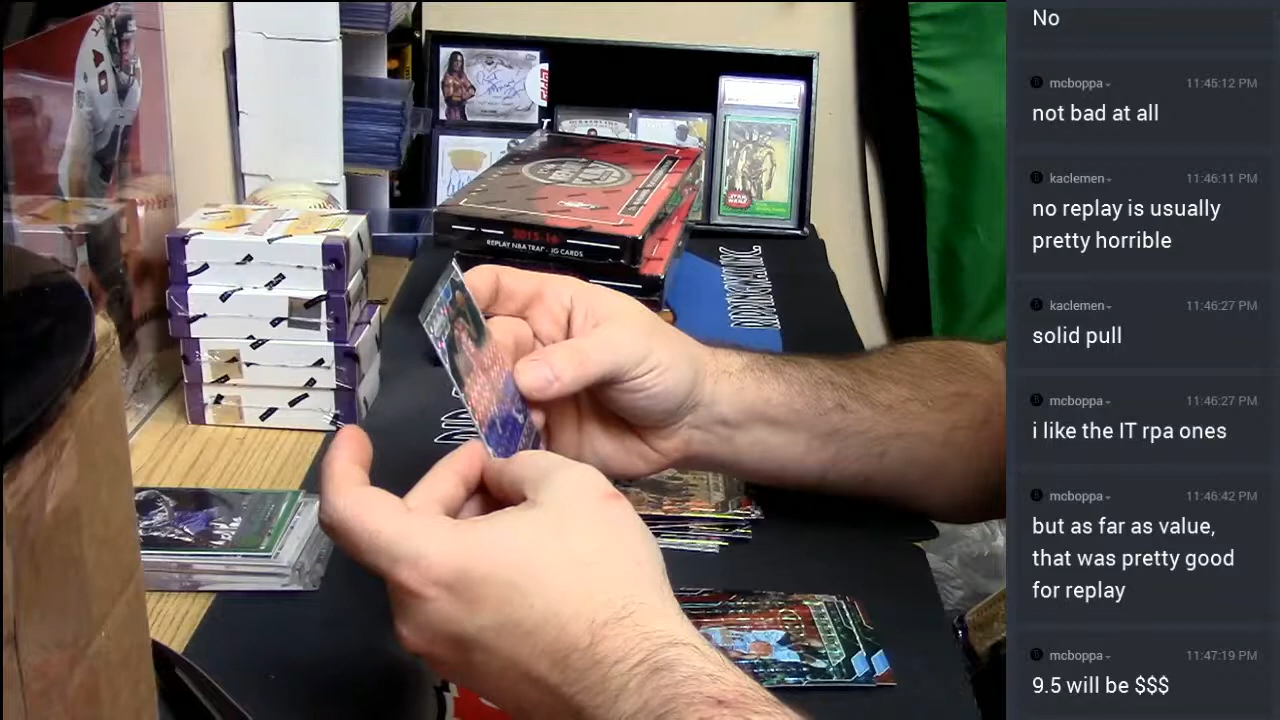 No
mcboppa
11:45:12 PM
not bad at all
kaclemen
11:46:11 PM
no replay is usually
pretty horrible
kaclemen
11:46:27 PM
solid pull
mcboppa
11:46:27 PM
i like the IT rpa ones
mcboppa
11:46:42 PM
but as far as value,
that was pretty good
for replay
mcboppa
11:47:19 PM
9.5 will be $$$
STAR
WARS
2015-16
REPLAY NBA TRADING CARDS